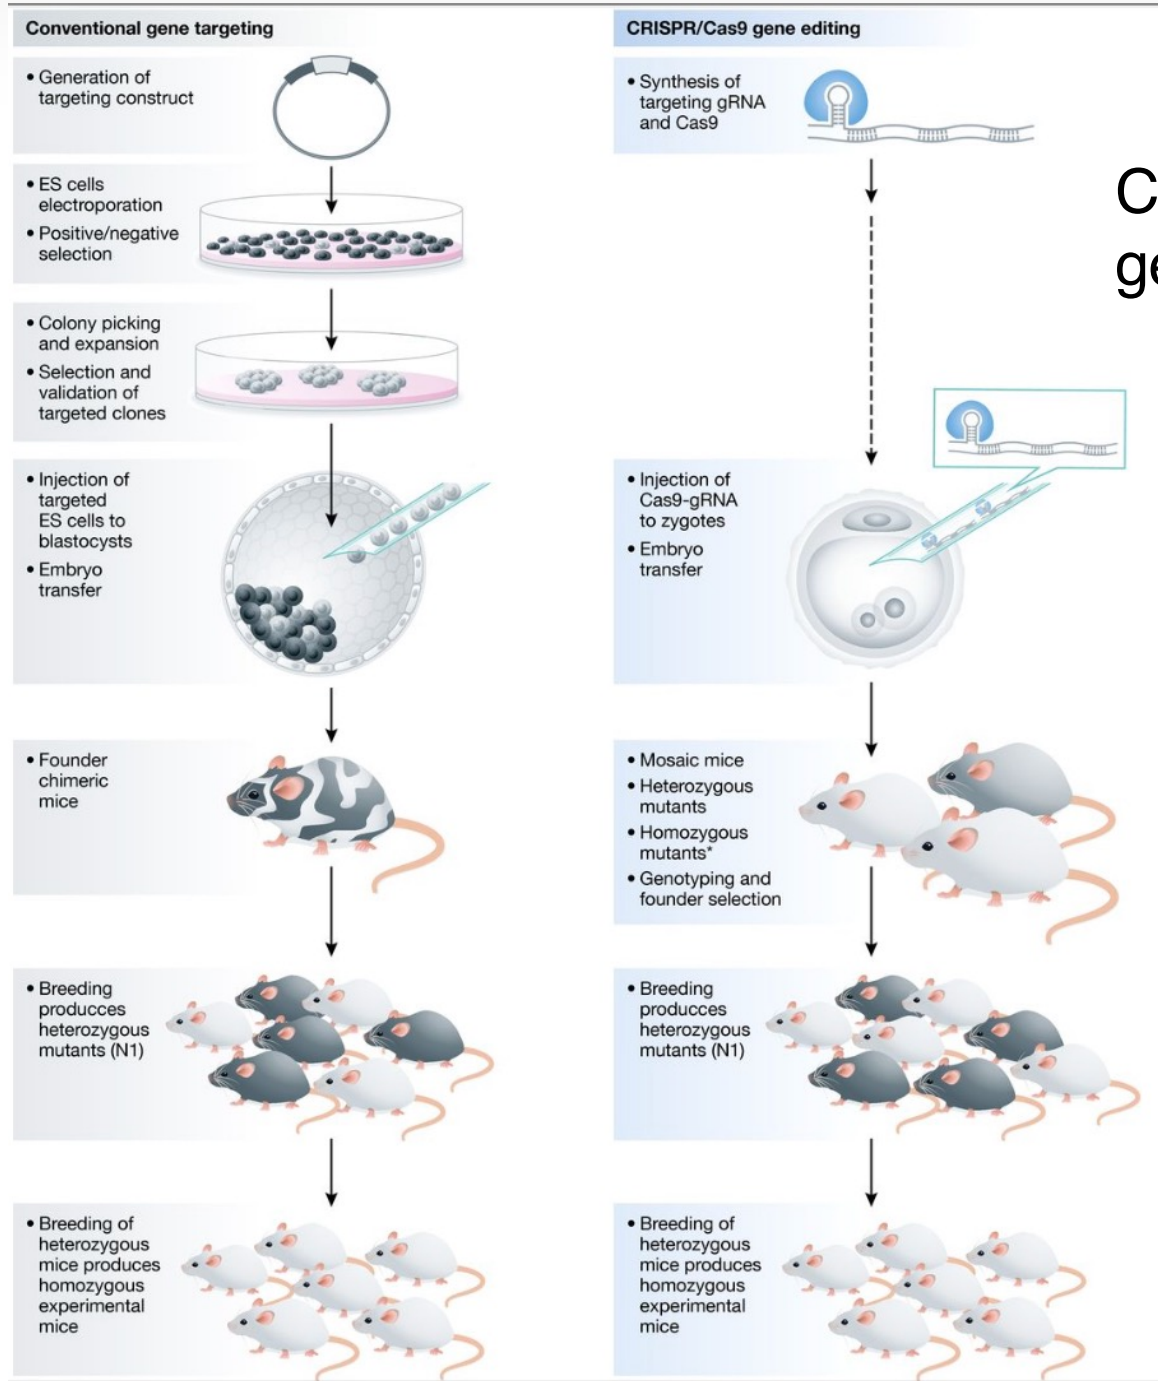 Conventional gene targeting
• Generation of
targeting construct
• ES cells
electroporation
• Positive/negative
selection
• Colony picking
and expansion
• Selection and
validation of
targeted clones
• Injection of
targeted
ES cells to
blastocysts
• Embryo
transfer
• Founder
chimeric
mice
• Breeding
producces
heterozygous
mutants (N1)
• Breeding of
heterozygous
mice produces
homozygous
experimental
mice
CRISPR/Cas9 gene editing
• Synthesis of
targeting gRNA
and Cas9
• Injection of
Cas9-gRNA
to zygotes
• Embryo
transfer
• Mosaic mice
• Heterozygous
mutants
• Homozygous
mutants*
• Genotyping and
founder selection
• Breeding
producces
heterozygous
mutants (N1)
• Breeding of
heterozygous
mice produces
homozygous
experimental
mice